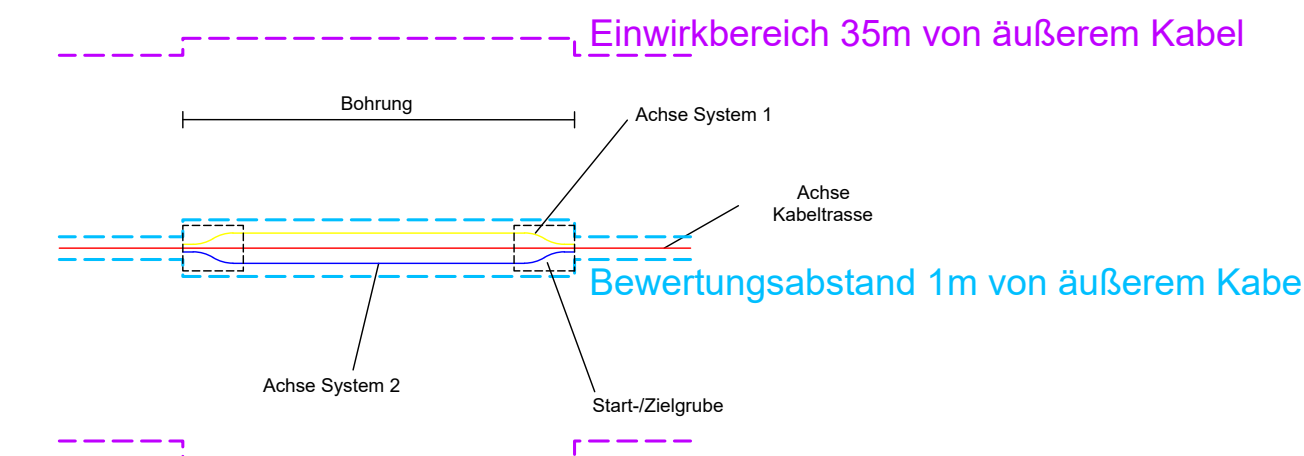 Einwirkbereich 35m von äußerem Kabel
Bohrung
Achse System 1
Achse
Kabeltrasse
Bewertungsabstand 1m von äußerem Kabe
Achse System 2
Start-/Zielgrube